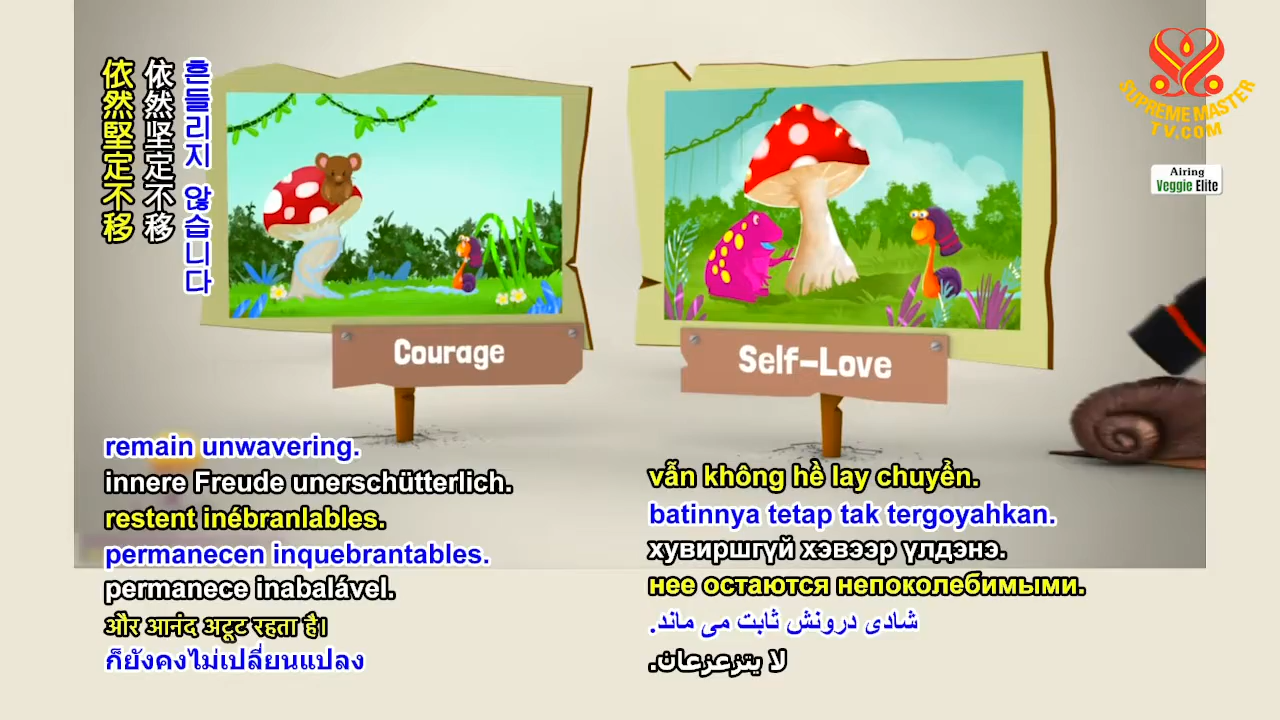 依然堅定不移
依然坚定不移
흔들리지 않습니다
SUPREME MASTER
TV.COM
Airing
Veggie Elite
Courage
Self-Love
remain unwavering.
innere Freude unerschütterlich.
restent inébranlables.
permanecen inquebrantables.
permanece inabalável.
और आनंद अटूट रहता है।
ก็ยังคงไม่เปลี่ยนแปลง
vẫn không hề lay chuyển.
batinnya tetap tak tergoyahkan.
хувиршгүй хэвээр үлдэнэ.
нее остаются непоколебимыми.
شادی درونش ثابت می ماند.
لا يتزعزعان.